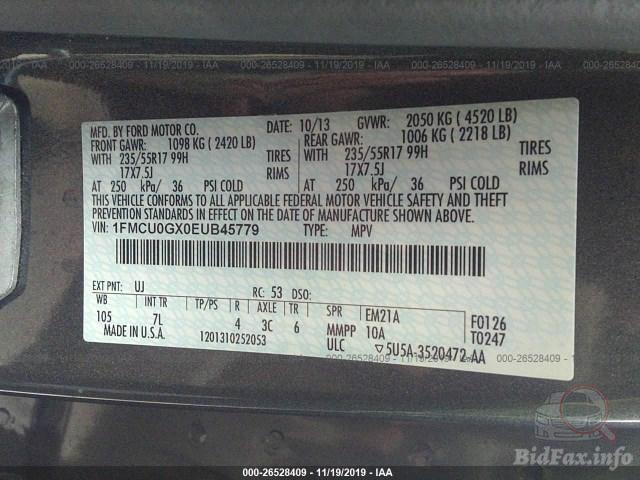 000-26528409 - 11/19/2019 - IAA
000-26528409 - 11/19/2019 - IAA
MFD. BY FORD MOTOR CO. 10/13 GVWR: 2050 KG ( 4520 LB)
FRONT GAWR: 1098 KG ( 2420 LB) REAR GAWR: 1006 KG ( 2218 LB)
WITH 235/55R17 99H TIRES WITH 235/55R17 99H TIRES
17X7.5J RIMS 17X7.5J RIMS
AT 250 kPa/ 36 PSI COLD AT 250 kPa/ 36 PSI COLD
THIS VEHICLE CONFORMS TO ALL APPLICABLE FEDERAL MOTOR VEHICLE SAFETY AND THEFT
PREVENTION STANDARDS IN EFFECT ON THE DATE OF MANUFACTURE SHOWN ABOVE.
VIN: 1FMCU0GX0EUB45779 TYPE: MPV
EXT PNT: UJ RC: 53 DSO:
WB INT TR TP/PS R AXLE TR SPR EM21A F0126
105 7L 4 3C 6 MMPP 10A T0247
MADE IN U.S.A. 1201310252053 ULC ▽5U5A-3520472-AA
000-26528409 - 11/19/2019 - IAA
000-26528409 - 11/19/2019 - IAA
BidFax.info
000-26528409 - 11/19/2019 - IAA